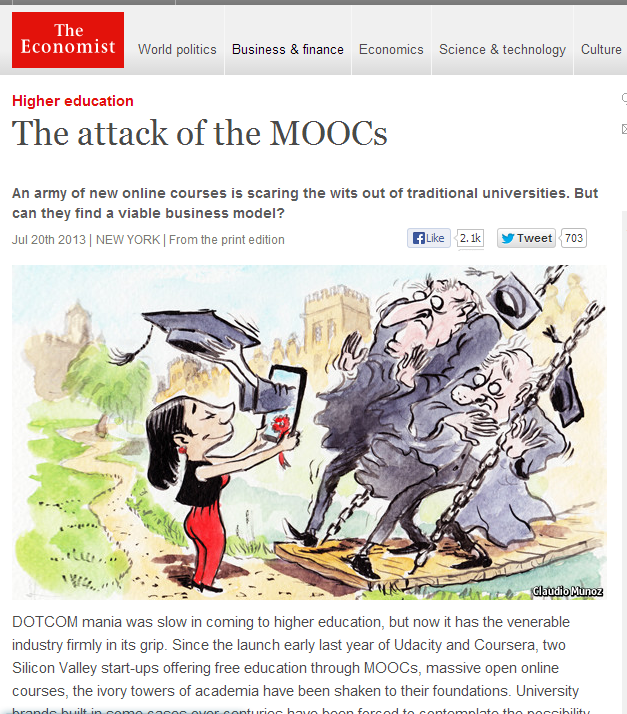 The
Economist
World politics
Business & finance
Economics
Science & technology
Culture
Higher education
The attack of the MOOCs
An army of new online courses is scaring the wits out of traditional universities. But
can they find a viable business model?
Jul 20th 2013 | NEW YORK | From the print edition
Like 2.1k Tweet 703
Claudio Munoz
DOTCOM mania was slow in coming to higher education, but now it has the venerable
industry firmly in its grip. Since the launch early last year of Udacity and Coursera, two
Silicon Valley start-ups offering free education through MOOCs, massive open online
courses, the ivory towers of academia have been shaken to their foundations. University
brands built in some cases over centuries have been forced to contemplate the possibility